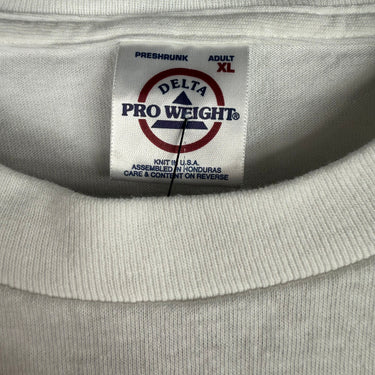 PRESHRUNK ADULT
XL
DELTA
PRO WEIGHT®
KNIT IN U.S.A.
ASSEMBLED IN HONDURAS
CARE & CONTENT ON REVERSE